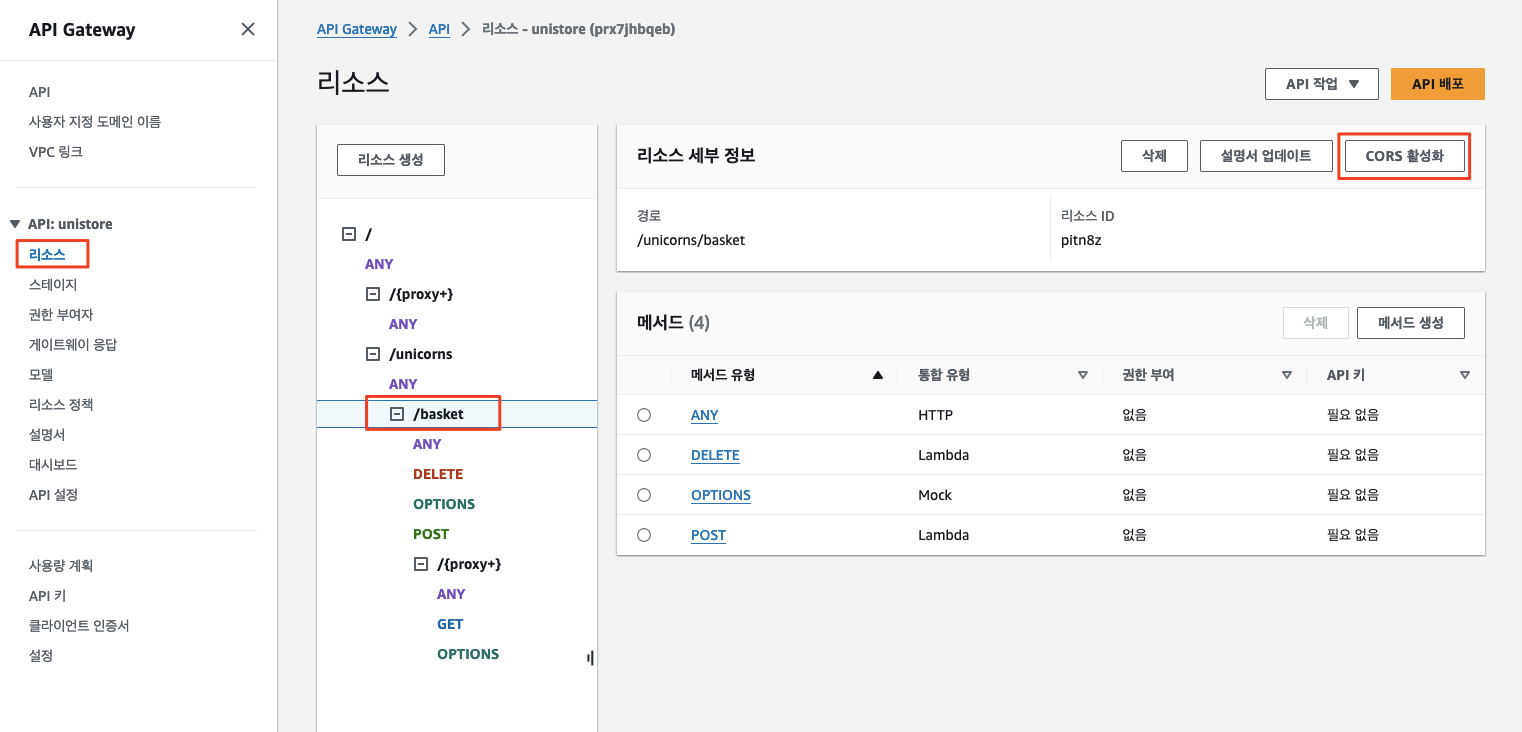 API Gateway
API
사용자 지정 도메인 이름
VPC 링크
API: unistore
리소스
스테이지
권한 부여자
게이트웨이 응답
모델
리소스 정책
설명서
대시보드
API 설정
사용량 계획
API 키
클라이언트 인증서
설정
API Gateway > API > 리소스 - unistore (prx7jhbqeb)
리소스
API 작업 API 배포
리소스 생성
/
ANY
/{proxy+}
ANY
/unicorns
ANY
/basket
ANY
DELETE
OPTIONS
POST
/{proxy+}
ANY
GET
OPTIONS
리소스 세부 정보 삭제 설명서 업데이트 CORS 활성화
경로 리소스 ID
/unicorns/basket pitn8z
메서드 (4) 삭제 메서드 생성
메서드 유형 통합 유형 권한 부여 API 키
ANY HTTP 없음 필요 없음
DELETE Lambda 없음 필요 없음
OPTIONS Mock 없음 필요 없음
POST Lambda 없음 필요 없음